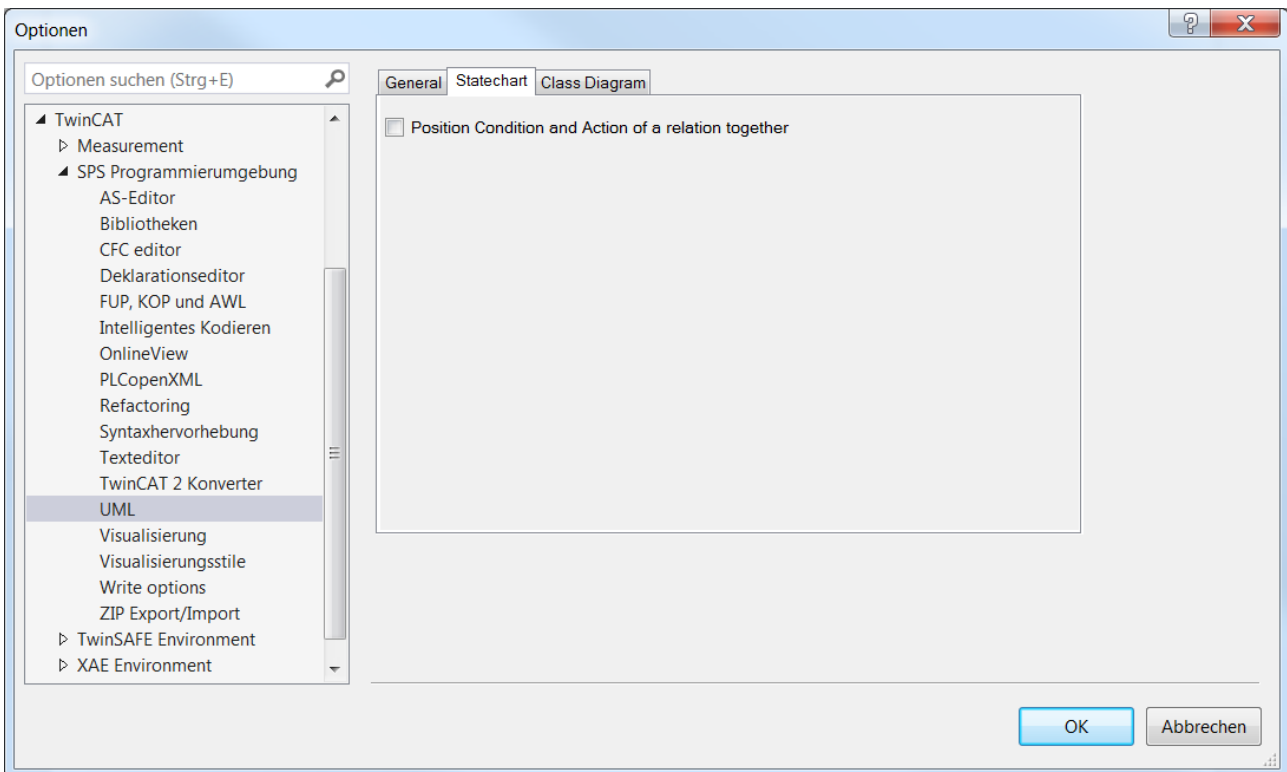 Optionen
Optionen suchen (Strg+E)
TwinCAT
Measurement
SPS Programmierumgebung
AS-Editor
Bibliotheken
CFC editor
Deklarationseditor
FUP, KOP und AWL
Intelligentes Kodieren
OnlineView
PLCopenXML
Refactoring
Syntaxhervorhebung
Texteditor
TwinCAT 2 Konverter
UML
Visualisierung
Visualisierungsstile
Write options
ZIP Export/Import
TwinSAFE Environment
XAE Environment
General Statechart Class Diagram
Position Condition and Action of a relation together
OK Abbrechen